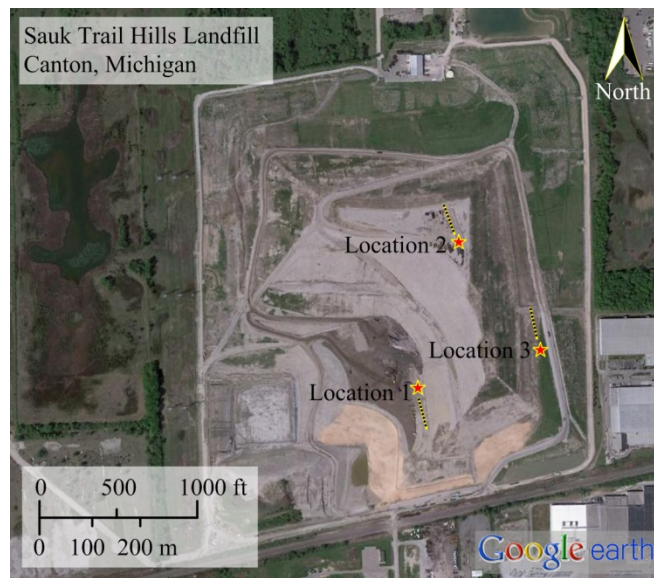 Sauk Trail Hills Landfill
Canton, Michigan
North
Location 2
Location 3
Location 1
0 500 1000 ft
0 100 200 m
Google earth